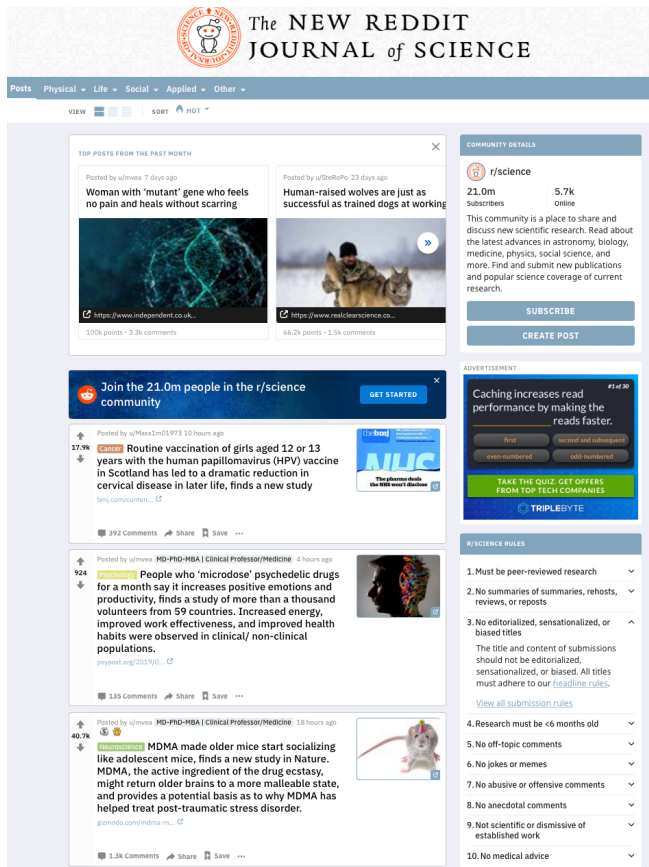 The NEW REDDIT
JOURNAL of SCIENCE
Posts Physical Life Social Applied Other
VIEW SORT HOT
TOP POSTS FROM THE PAST MONTH
Posted by u/mvea 7 days ago
Woman with ‘mutant’ gene who feels
no pain and heals without scarring
https://www.independent.co.uk...
100k points • 3.3k comments
Posted by u/SteRoPo 23 days ago
Human-raised wolves are just as
successful as trained dogs at working
https://www.realclearscience.co...
66.2k points • 1.5k comments
Join the 21.0m people in the r/science
community
GET STARTED
17.9k
Posted by u/Mass1m01973 10 hours ago
Cancer Routine vaccination of girls aged 12 or 13
years with the human papillomavirus (HPV) vaccine
in Scotland has led to a dramatic reduction in
cervical disease in later life, finds a new study
bmj.com/conten...
thebmj
NHS
The pharma deals
the NHS won't disclose
392 Comments Share Save
924
Posted by u/mvea MD-PhD-MBA | Clinical Professor/Medicine 4 hours ago
Psychology People who ‘microdose’ psychedelic drugs
for a month say it increases positive emotions and
productivity, finds a study of more than a thousand
volunteers from 59 countries. Increased energy,
improved work effectiveness, and improved health
habits were observed in clinical/ non-clinical
populations.
psypost.org/2019/0...
135 Comments Share Save
40.7k
Posted by u/mvea MD-PhD-MBA | Clinical Professor/Medicine 18 hours ago
Neuroscience MDMA made older mice start socializing
like adolescent mice, finds a new study in Nature.
MDMA, the active ingredient of the drug ecstasy,
might return older brains to a more malleable state,
and provides a potential basis as to why MDMA has
helped treat post-traumatic stress disorder.
gizmodo.com/mdma-m...
1.3k Comments Share Save
COMMUNITY DETAILS
r/science
21.0m 5.7k
Subscribers Online
This community is a place to share and
discuss new scientific research. Read about
the latest advances in astronomy, biology,
medicine, physics, social science, and
more. Find and submit new publications
and popular science coverage of current
research.
SUBSCRIBE
CREATE POST
ADVERTISEMENT
#1 of 30
Caching increases read
performance by making the
____________ reads faster.
first second and subsequent
even-numbered odd-numbered
TAKE THE QUIZ. GET OFFERS
FROM TOP TECH COMPANIES
TRIPLEBYTE
R/SCIENCE RULES
1. Must be peer-reviewed research
2. No summaries of summaries, rehosts,
reviews, or reposts
3. No editorialized, sensationalized, or
biased titles
The title and content of submissions
should not be editorialized,
sensationalized, or biased. All titles
must adhere to our headline rules.
View all submission rules
4. Research must be <6 months old
5. No off-topic comments
6. No jokes or memes
7. No abusive or offensive comments
8. No anecdotal comments
9. Not scientific or dismissive of
established work
10. No medical advice